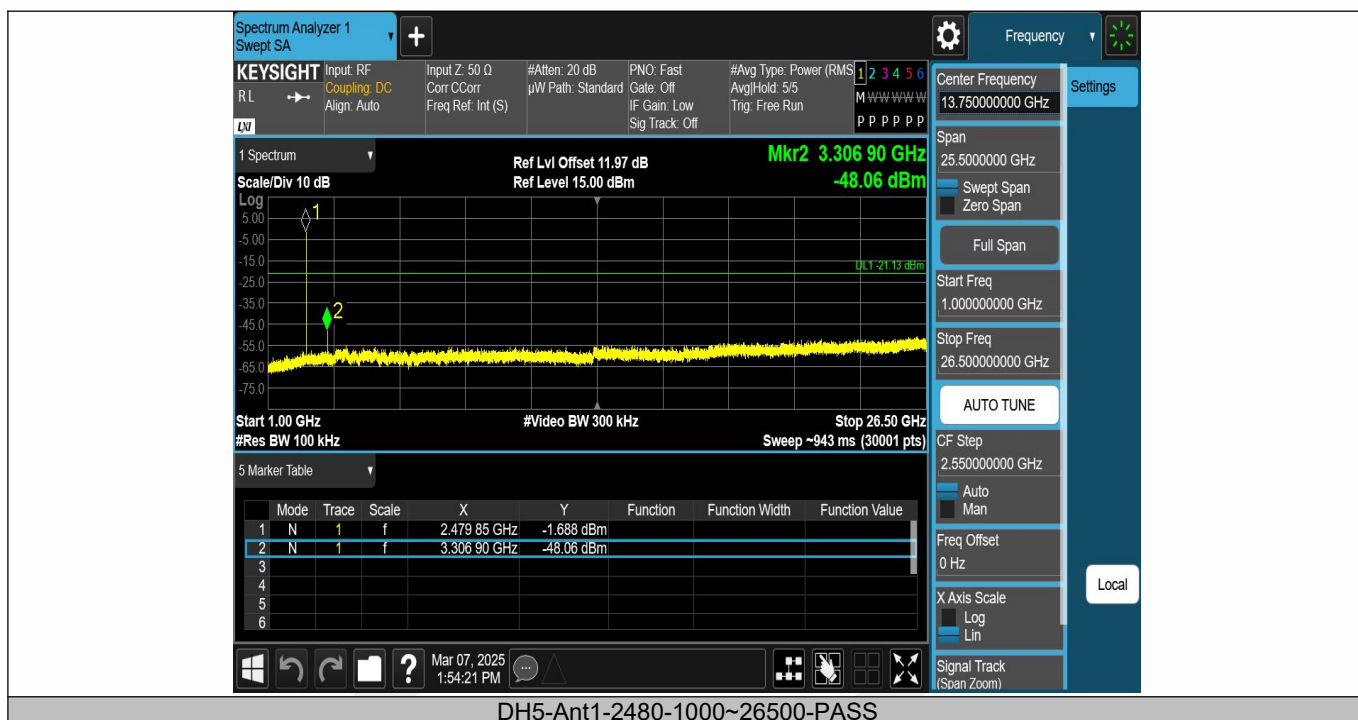 Spectrum Analyzer 1
Swept SA
+
Frequency
KEYSIGHT
Input: RF
Coupling: DC
Align: Auto
Input Z: 50 Ω
Corr CCorr
Freq Ref: Int (S)
#Atten: 20 dB
µW Path: Standard
PNO: Fast
Gate: Off
IF Gain: Low
Sig Track: Off
#Avg Type: Power (RMS
Avg|Hold: 5/5
Trig: Free Run
1 2 3 4 5 6
M W W W W W
P P P P P P
R L
LXI
Center Frequency
13.750000000 GHz
Settings
Span
25.5000000 GHz
Swept Span
Zero Span
Full Span
Start Freq
1.000000000 GHz
Stop Freq
26.500000000 GHz
AUTO TUNE
CF Step
2.550000000 GHz
Auto
Man
Freq Offset
0 Hz
X Axis Scale
Log
Lin
Signal Track
(Span Zoom)
Local
1 Spectrum
Scale/Div 10 dB
Ref Lvl Offset 11.97 dB
Ref Level 15.00 dBm
Mkr2 3.306 90 GHz
-48.06 dBm
Log
5.00
-5.00
-15.0
-25.0
-35.0
-45.0
-55.0
-65.0
-75.0
1
2
DL1 -21.13 dBm
Start 1.00 GHz
#Video BW 300 kHz
Stop 26.50 GHz
#Res BW 100 kHz
Sweep ~943 ms (30001 pts)
5 Marker Table
Mode Trace Scale X Y Function Function Width Function Value
1 N 1 f 2.479 85 GHz -1.688 dBm
2 N 1 f 3.306 90 GHz -48.06 dBm
3
4
5
6
?
Mar 07, 2025
1:54:21 PM
DH5-Ant1-2480-1000~26500-PASS